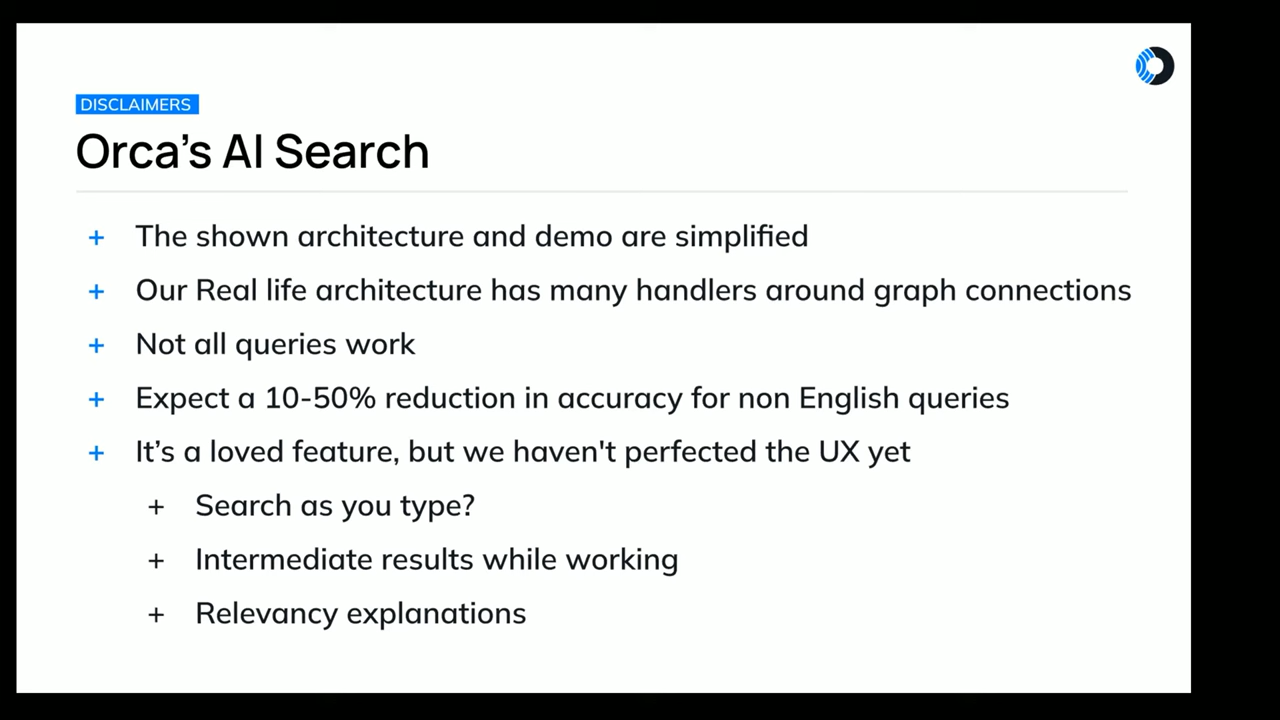 DISCLAIMERS
Orca’s AI Search
+ The shown architecture and demo are simplified
+ Our Real life architecture has many handlers around graph connections
+ Not all queries work
+ Expect a 10-50% reduction in accuracy for non English queries
+ It’s a loved feature, but we haven't perfected the UX yet
+ Search as you type?
+ Intermediate results while working
+ Relevancy explanations